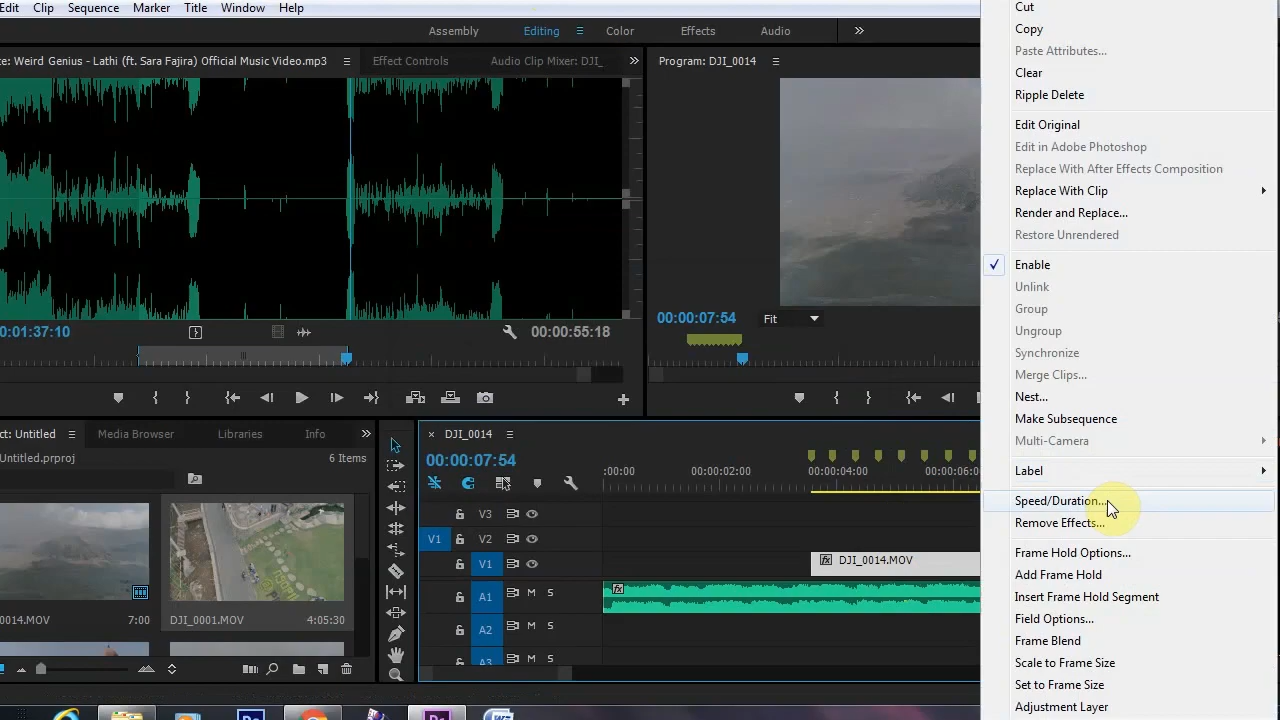 Edit Clip Sequence Marker Title Window Help
Assembly Editing Color Effects Audio
te: Weird Genius - Lathi (ft. Sara Fajira) Official Music Video.mp3
Effect Controls
Audio Clip Mixer: DJI_
Program: DJI_0014
0:01:37:10
00:00:55:18
00:00:07:54
Fit
ct: Untitled
Media Browser
Libraries
Info
Untitled.prproj
6 Items
0014.MOV 7:00
DJI_0001.MOV 4:05:30
DJI_0014
00:00:07:54
:00:00 00:00:02:00 00:00:04:00 00:00:06:0
V3
V1 V2
V1
DJI_0014.MOV
fx
A1 M S
fx
A2 M S
A3 M S
Cut
Copy
Paste Attributes...
Clear
Ripple Delete
Edit Original
Edit in Adobe Photoshop
Replace With After Effects Composition
Replace With Clip
Render and Replace...
Restore Unrendered
Enable
Unlink
Group
Ungroup
Synchronize
Merge Clips...
Nest...
Make Subsequence
Multi-Camera
Label
Speed/Duration...
Remove Effects...
Frame Hold Options...
Add Frame Hold
Insert Frame Hold Segment
Field Options...
Frame Blend
Scale to Frame Size
Set to Frame Size
Adjustment Layer